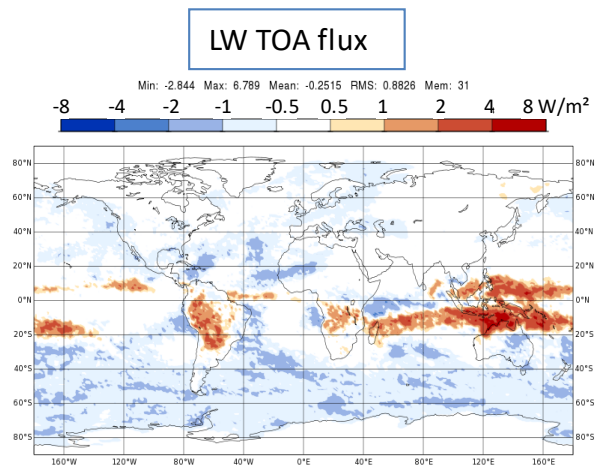 LW TOA flux
Min: -2.844 Max: 6.789 Mean: -0.2515 RMS: 0.8826 Mem: 31
-8 -4 -2 -1 -0.5 0.5 1 2 4 8 W/m²
80°N 80°N
60°N 60°N
40°N 40°N
20°N 20°N
0°N 0°N
20°S 20°S
40°S 40°S
60°S 60°S
80°S 80°S
160°W 120°W 80°W 40°W 0°E 40°E 80°E 120°E 160°E